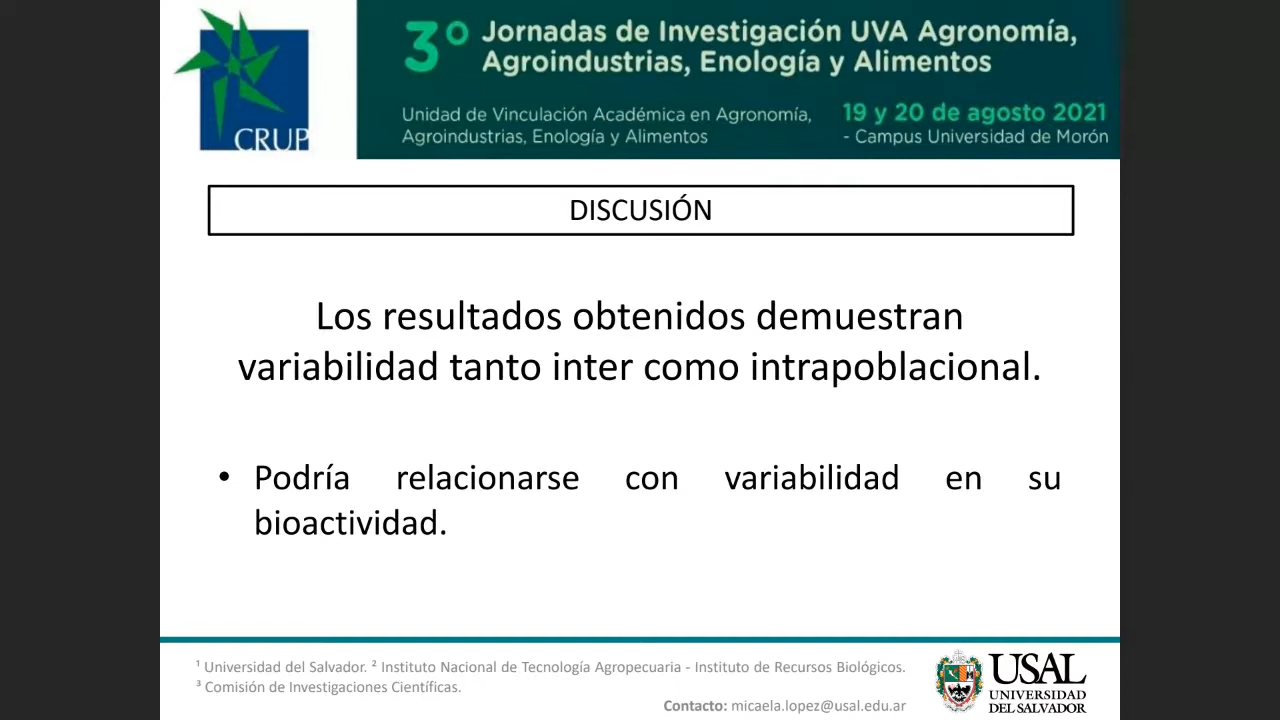 CRUP
3° Jornadas de Investigación UVA Agronomía,
Agroindustrias, Enología y Alimentos
Unidad de Vinculación Académica en Agronomía,
Agroindustrias, Enología y Alimentos
19 y 20 de agosto 2021
- Campus Universidad de Morón
DISCUSIÓN
Los resultados obtenidos demuestran
variabilidad tanto inter como intrapoblacional.
• Podría relacionarse con variabilidad en su
bioactividad.
¹ Universidad del Salvador. ² Instituto Nacional de Tecnología Agropecuaria - Instituto de Recursos Biológicos.
³ Comisión de Investigaciones Científicas.
Contacto: micaela.lopez@usal.edu.ar
USAL
UNIVERSIDAD
DEL SALVADOR